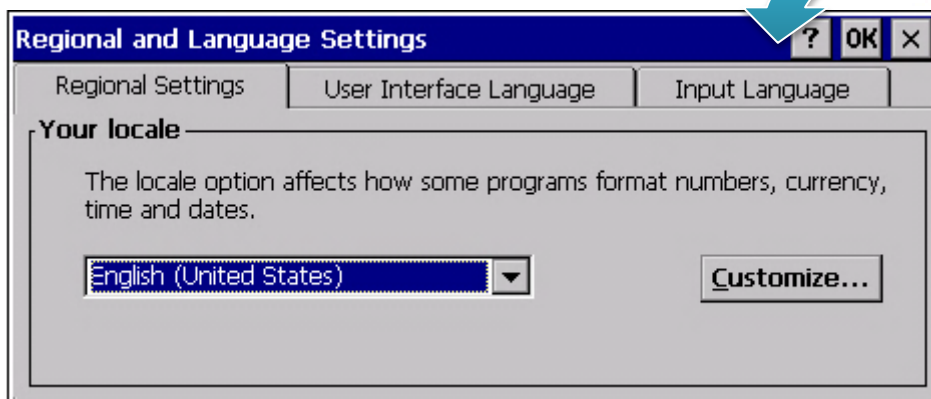 Regional and Language Settings ? OK ×
Regional Settings User Interface Language Input Language
Your locale
The locale option affects how some programs format numbers, currency,
time and dates.
English (United States) Customize...